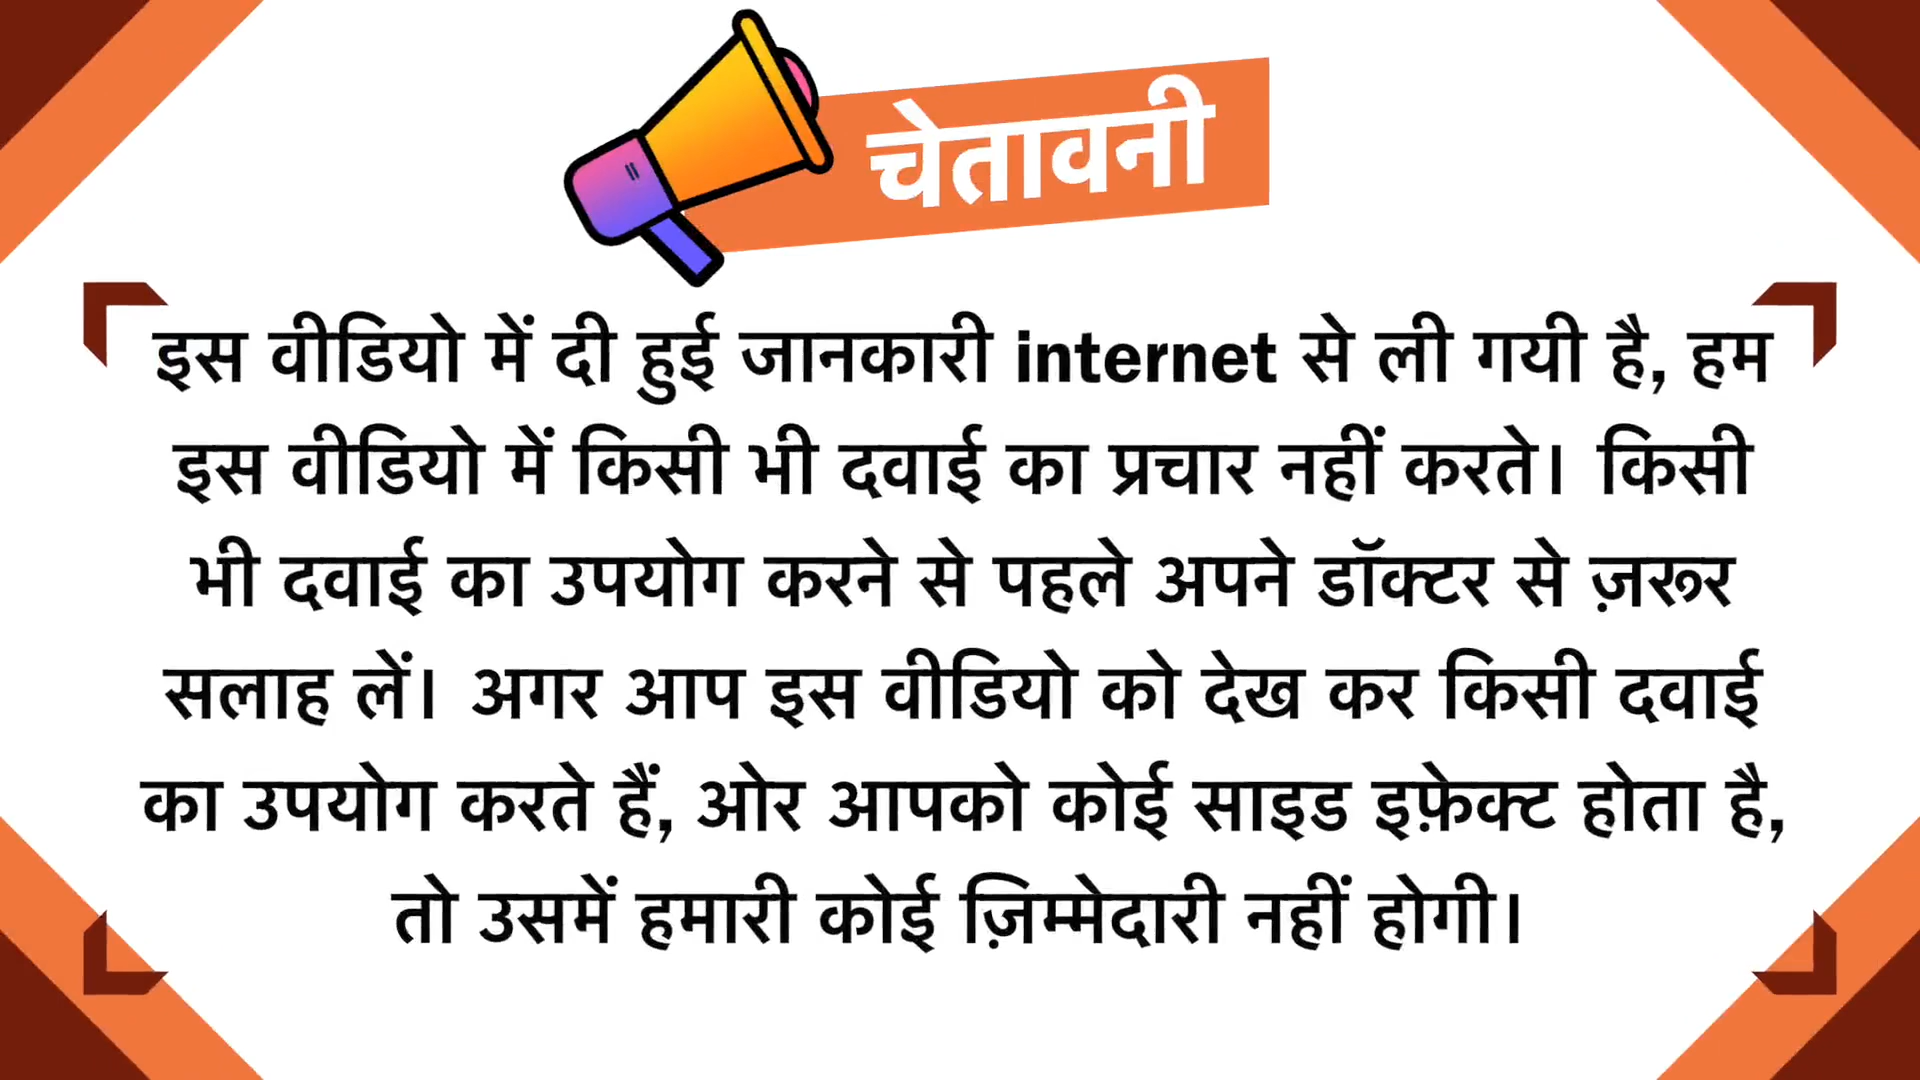 चेतावनी
इस वीडियो में दी हुई जानकारी internet से ली गयी है, हम
इस वीडियो में किसी भी दवाई का प्रचार नहीं करते। किसी
भी दवाई का उपयोग करने से पहले अपने डॉक्टर से ज़रूर
सलाह लें। अगर आप इस वीडियो को देख कर किसी दवाई
का उपयोग करते हैं, ओर आपको कोई साइड इफ़ेक्ट होता है,
तो उसमें हमारी कोई ज़िम्मेदारी नहीं होगी।